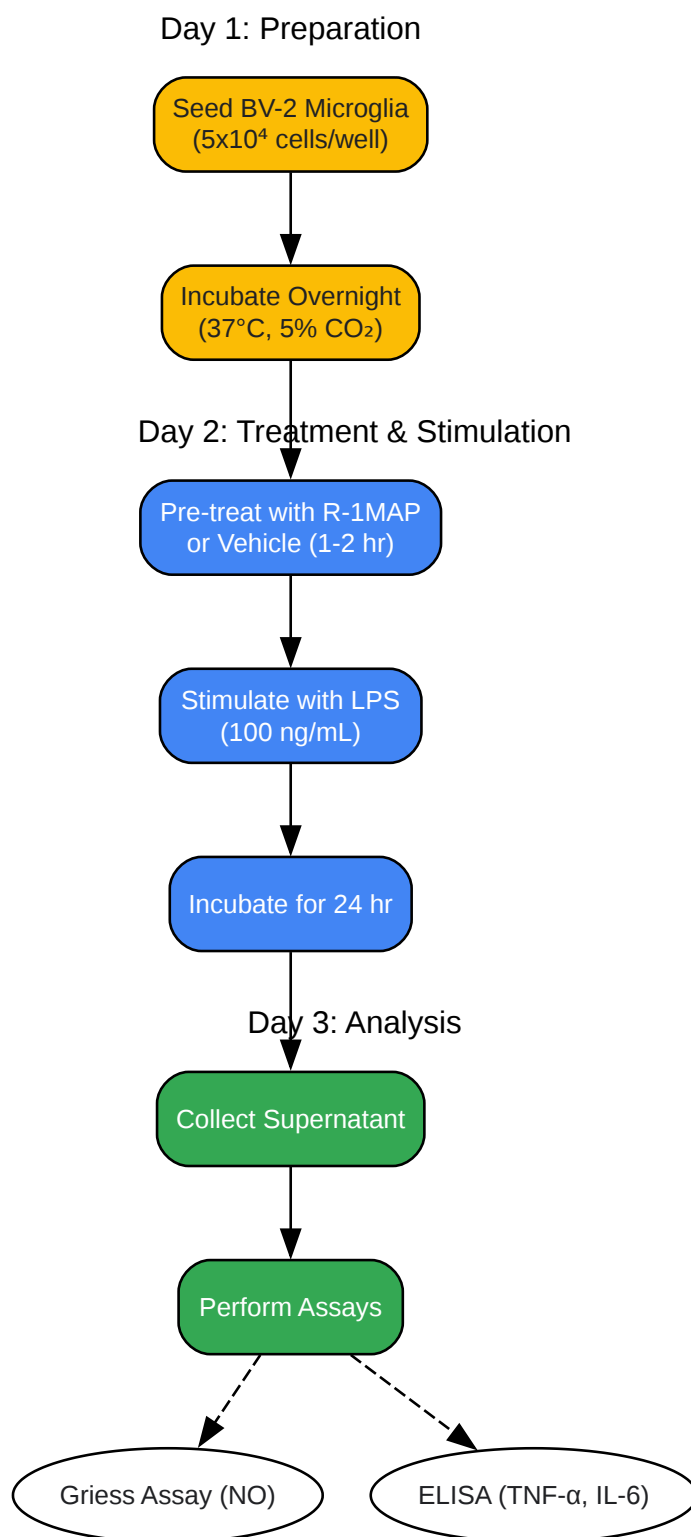 Day 1: Preparation
Seed BV-2 Microglia
(5x10⁴ cells/well)
Incubate Overnight
(37°C, 5% CO₂)
Day 2: Treatment & Stimulation
Pre-treat with R-1MAP
or Vehicle (1-2 hr)
Stimulate with LPS
(100 ng/mL)
Incubate for 24 hr
Day 3: Analysis
Collect Supernatant
Perform Assays
Griess Assay (NO)
ELISA (TNF-α, IL-6)